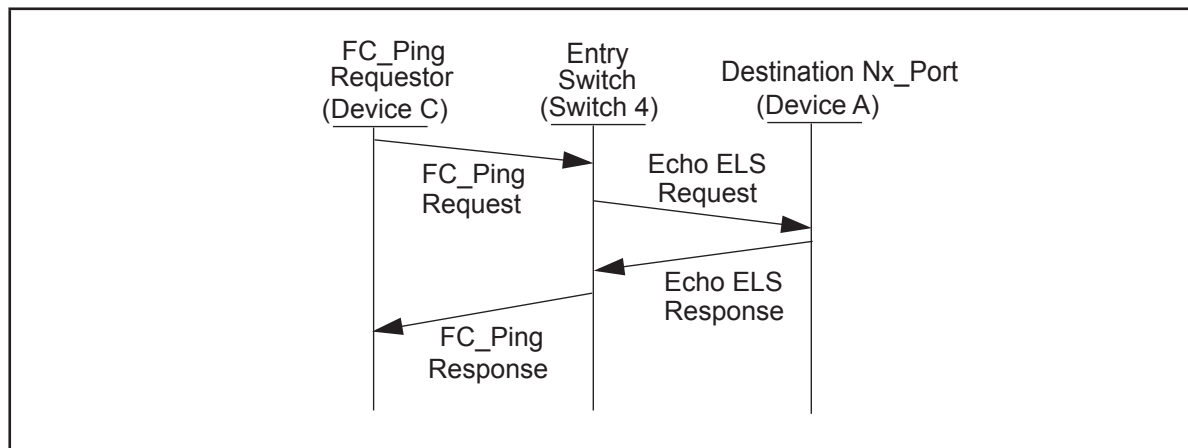 FC_Ping
Requestor
(Device C)
Entry
Switch
(Switch 4)
Destination Nx_Port
(Device A)
FC_Ping
Request
Echo ELS
Request
Echo ELS
Response
FC_Ping
Response